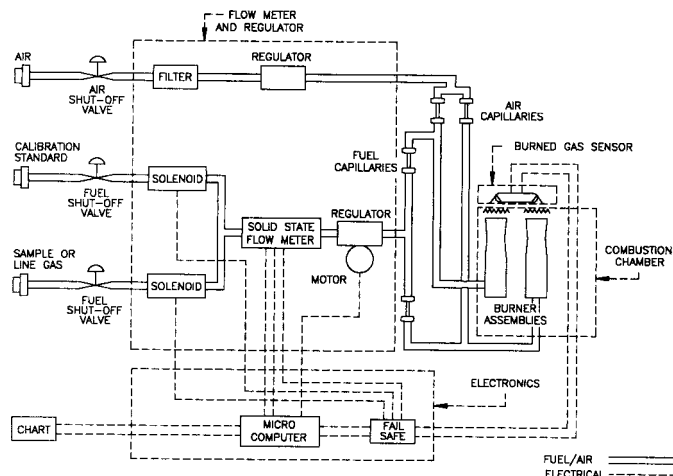 FLOW METER
AND REGULATOR
AIR
AIR
SHUT-OFF
VALVE
FILTER
REGULATOR
AIR
CAPILLARIES
CALIBRATION
STANDARD
FUEL
SHUT-OFF
VALVE
SOLENOID
FUEL
CAPILLARIES
BURNED GAS SENSOR
SOLID STATE
FLOW METER
REGULATOR
MOTOR
COMBUSTION
CHAMBER
SAMPLE OR
LINE GAS
FUEL
SHUT-OFF
VALVE
SOLENOID
BURNER
ASSEMBLIES
ELECTRONICS
CHART
MICRO
COMPUTER
FAIL
SAFE
FUEL/AIR
ELECTRICAL